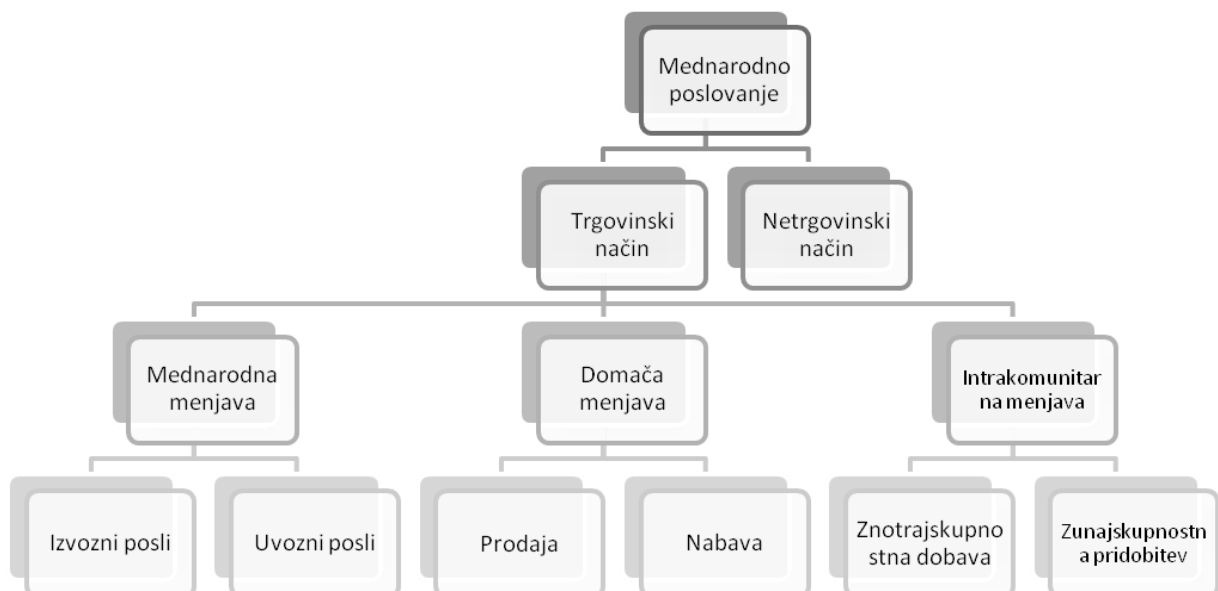 Mednarodno
poslovanje
Trgovinski
način
Netrgovinski
način
Mednarodna
menjava
Domača
menjava
Intrakomunitar
na menjava
Izvozni posli
Uvozni posli
Prodaja
Nabava
Znotrajskupno
stna dobava
Zunajskupnostn
a pridobitev